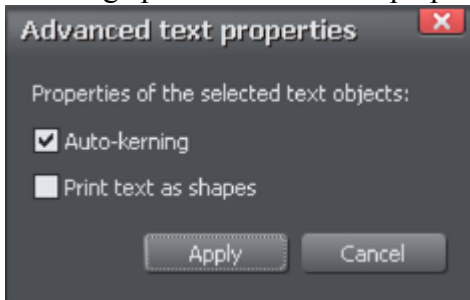 Advanced text properties
Properties of the selected text objects:
Auto-kerning
Print text as shapes
Apply Cancel